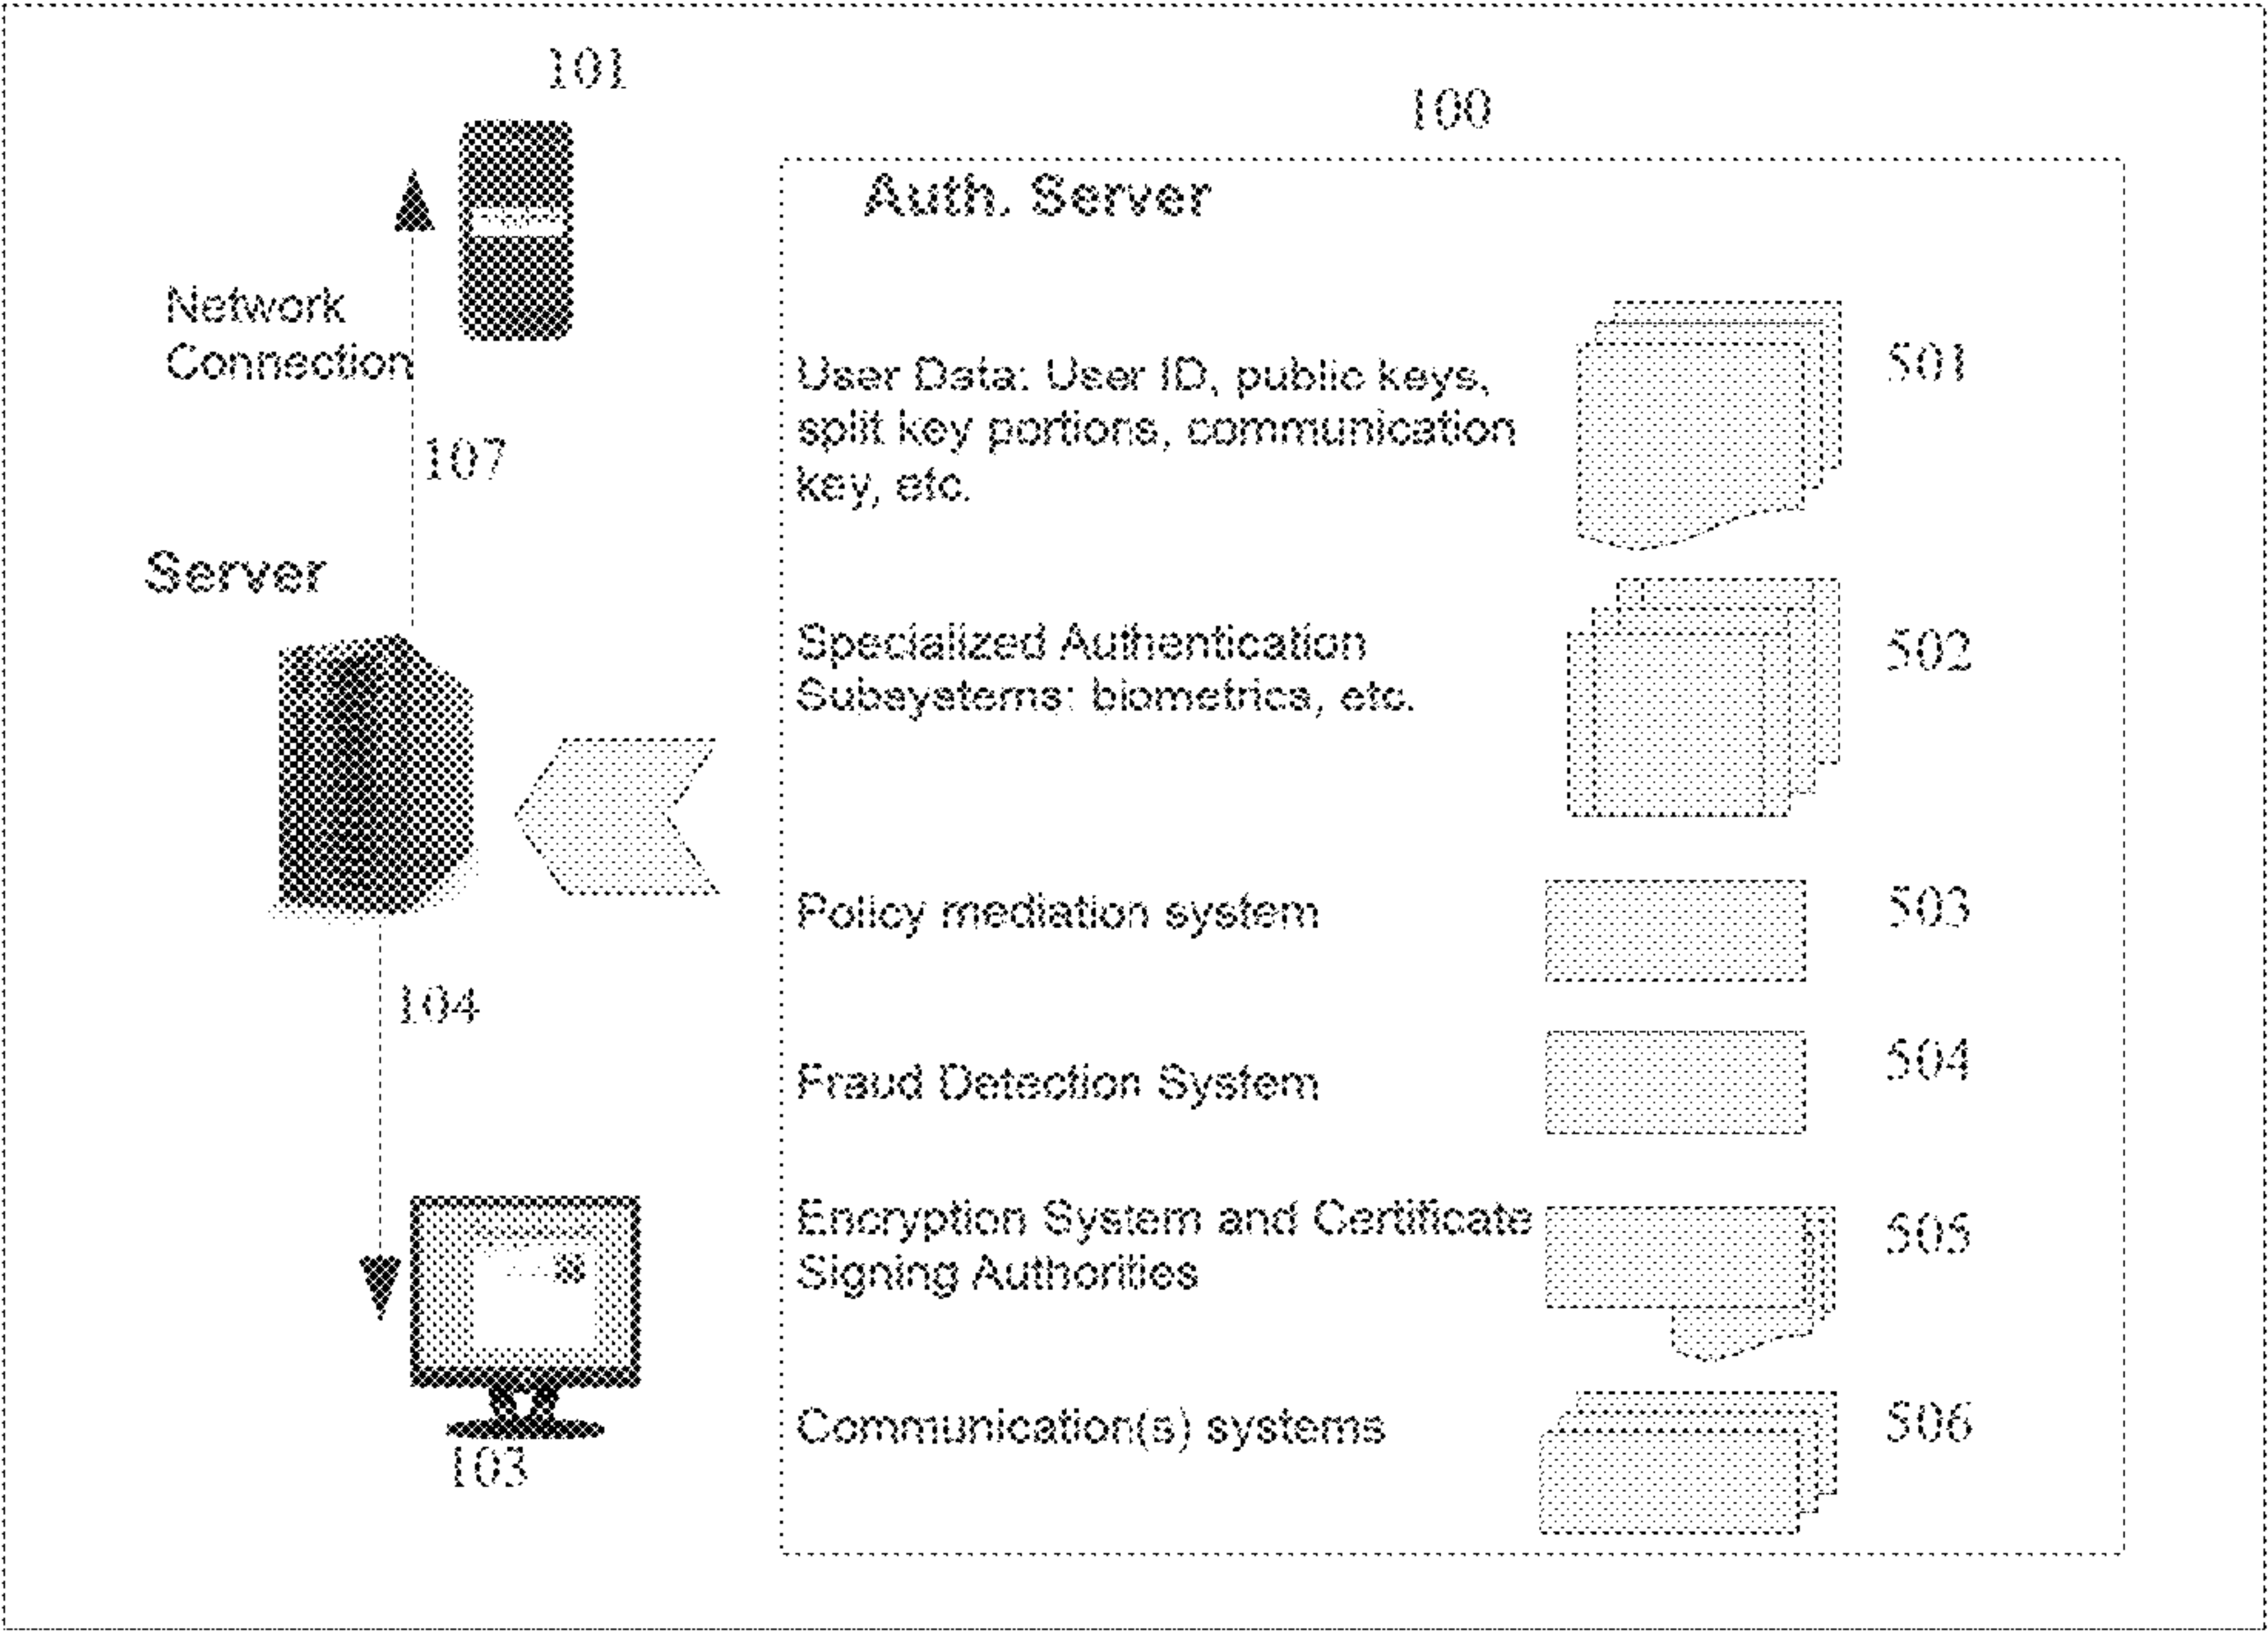 101
100
Auth. Server
Network
Connection
User Data: User ID, public keys,
split key portions, communication
key, etc.
501
107
Server
Specialized Authentication
Subsystems: biometrics, etc.
502
Policy mediation system
503
104
Fraud Detection System
504
Encryption System and Certificate
Signing Authorities
505
Communication(s) systems
506
103